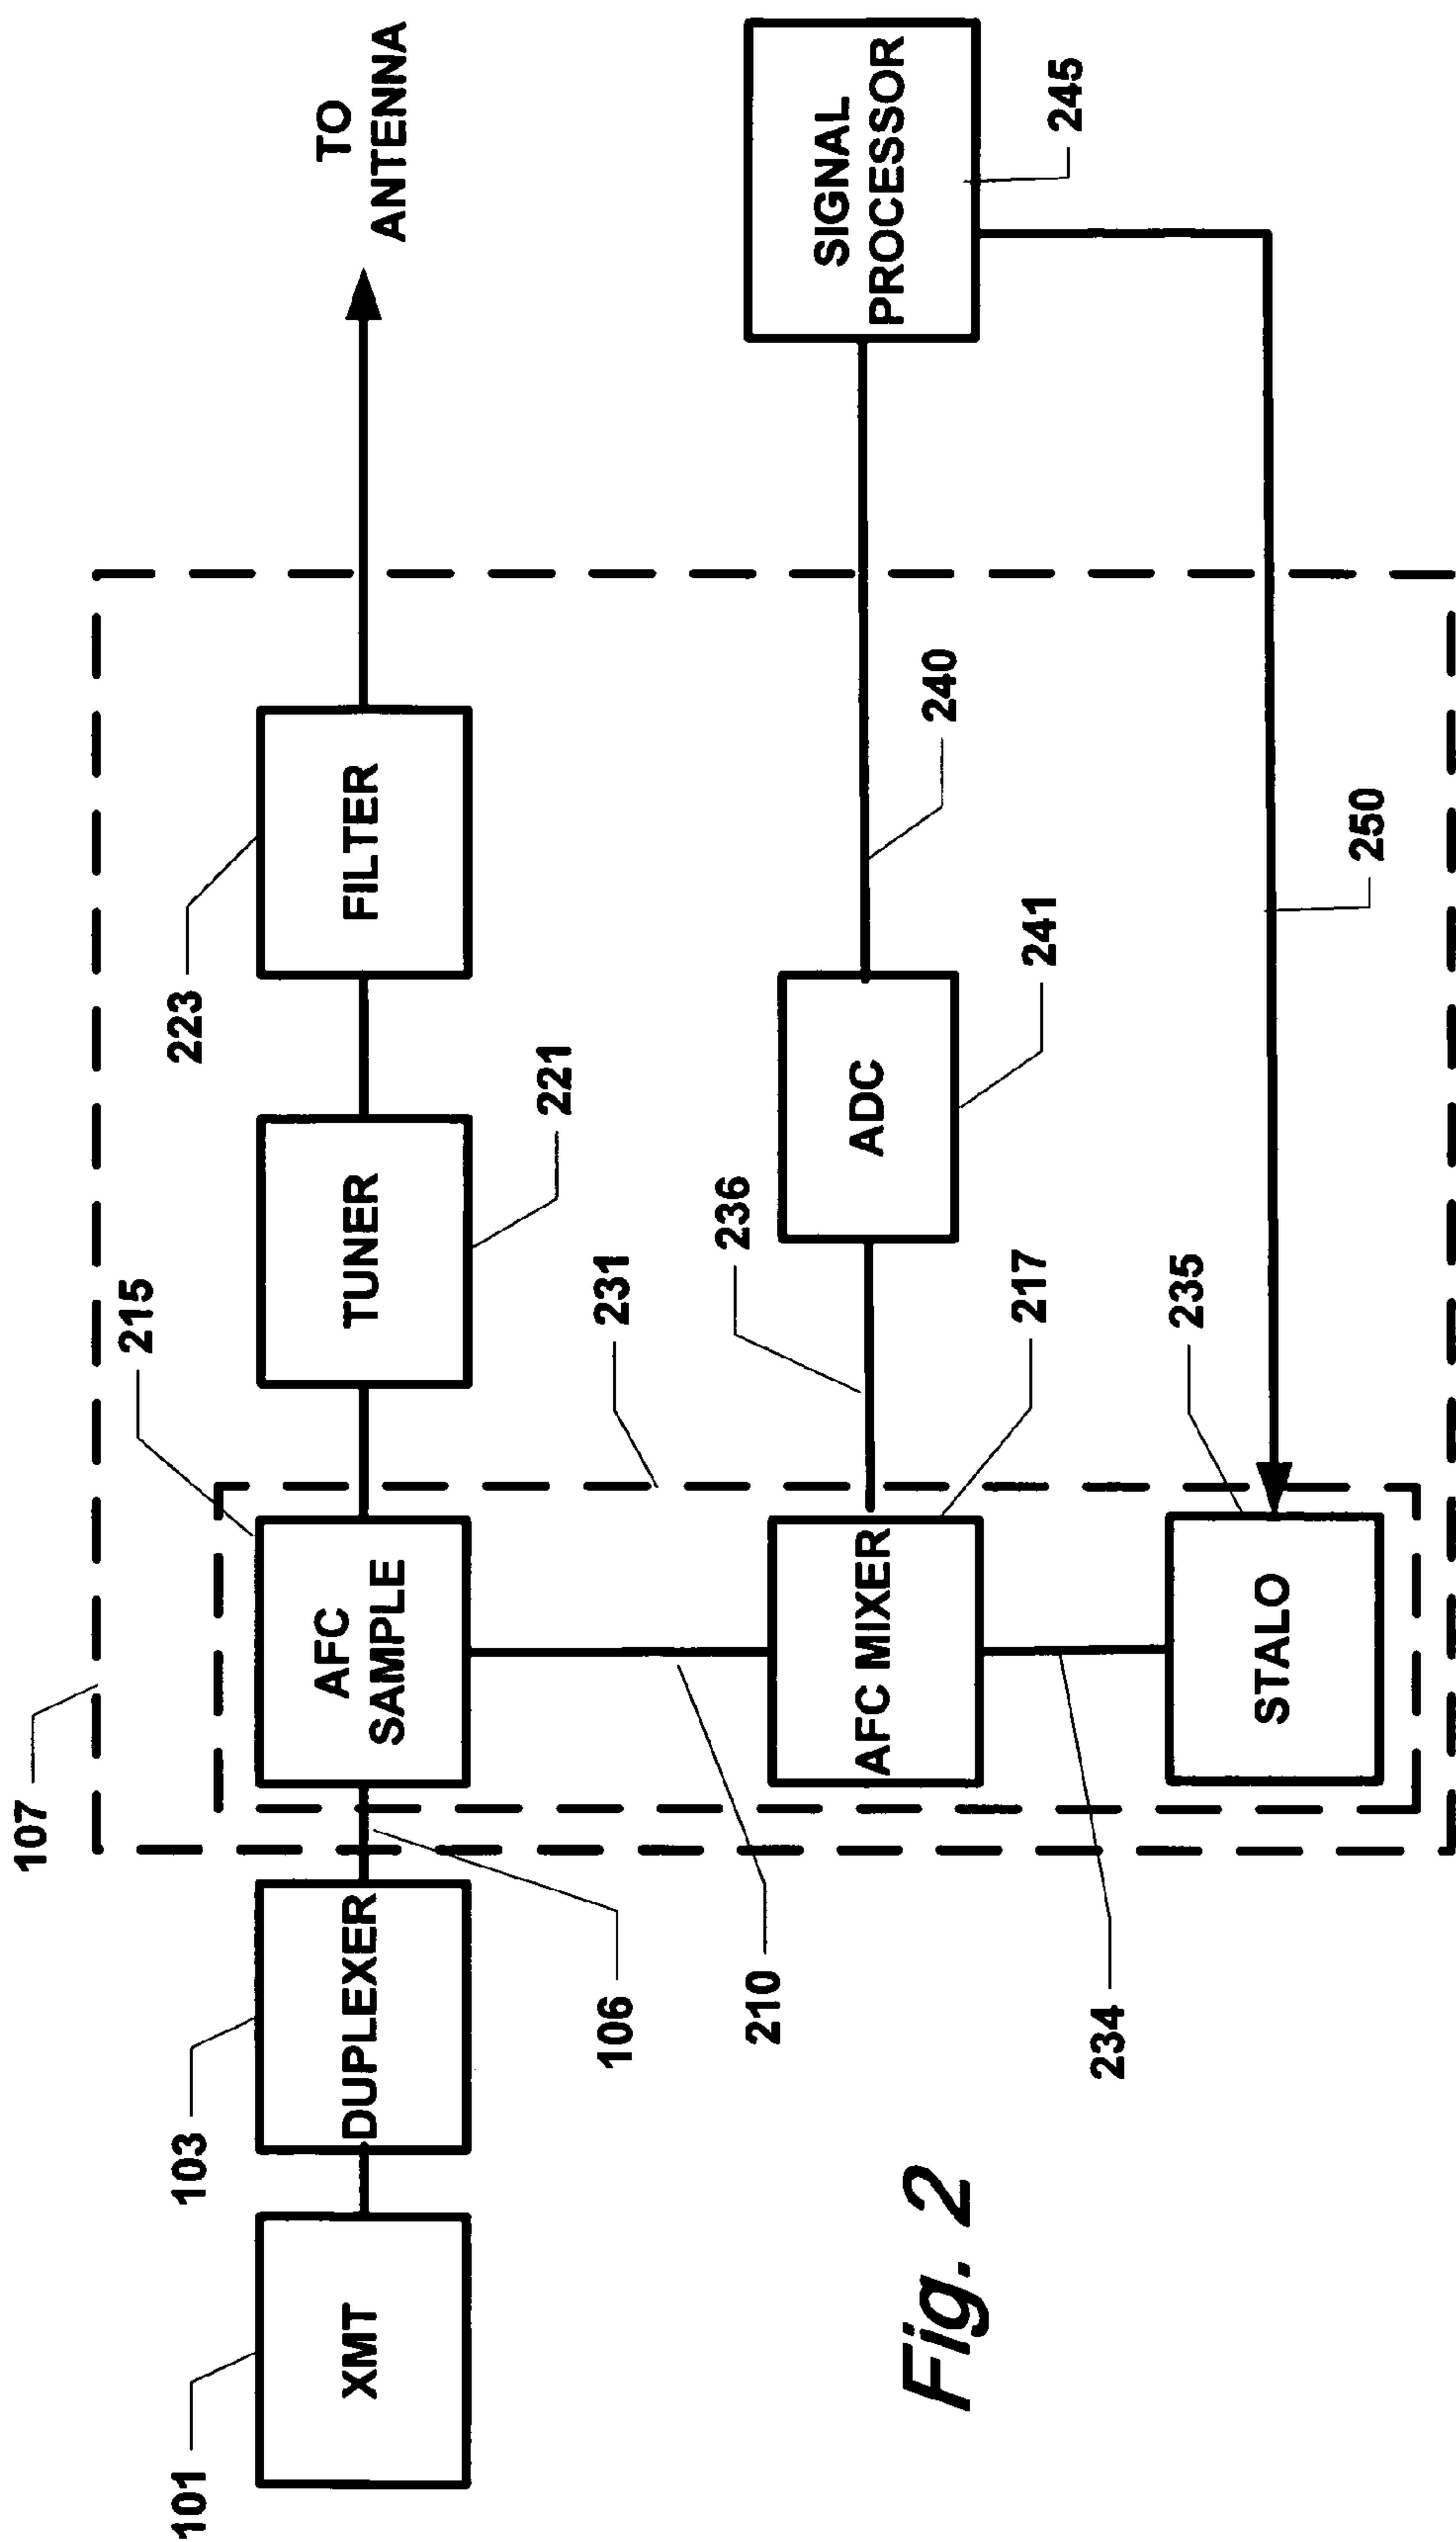 107
215
223
TO
ANTENNA
101
103
XMT
DUPLEXER
AFC
SAMPLE
TUNER
FILTER
221
106
231
210
236
240
SIGNAL
PROCESSOR
AFC MIXER
ADC
245
217
241
234
235
250
STALO
Fig. 2